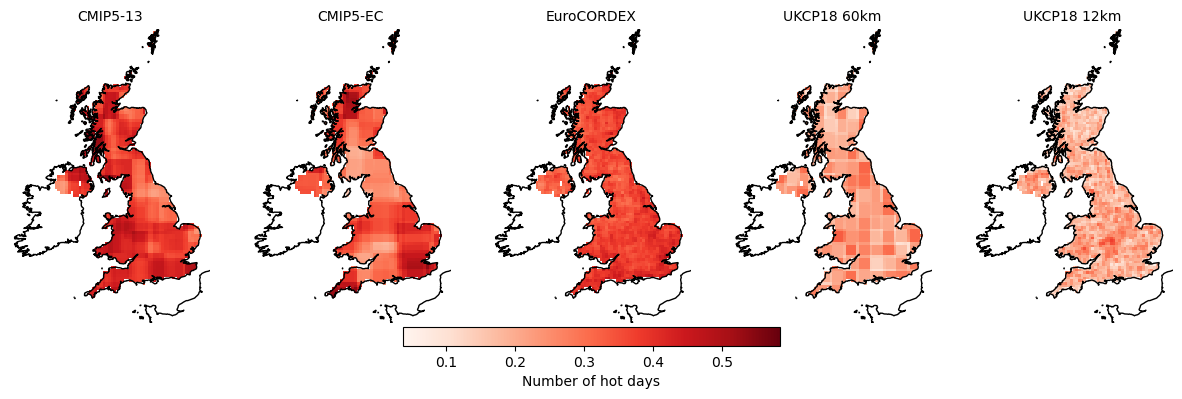 CMIP5-13
CMIP5-EC
EuroCORDEX
UKCP18 60km
UKCP18 12km
0.1
0.2
0.3
0.4
0.5
Number of hot days